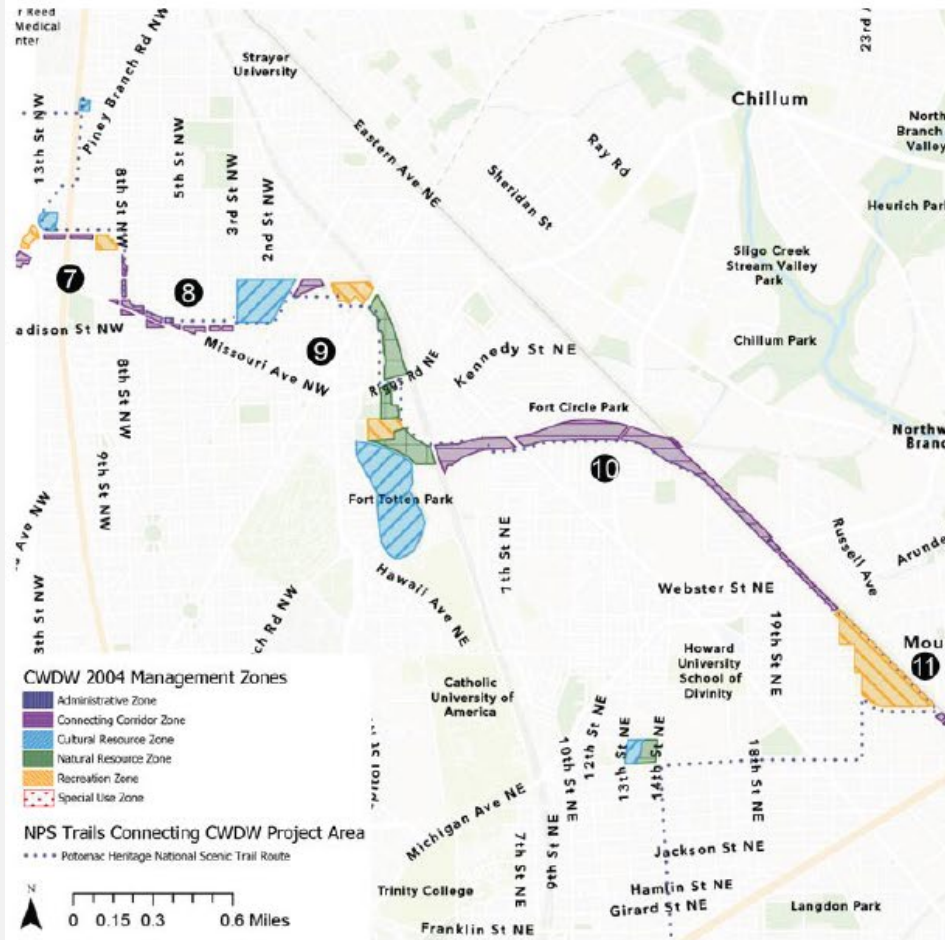 r Reed
Medical
nter
Piney Branch Rd NW
13th St NW
8th St NW
5th St NW
3rd St NW
2nd St NW
Strayer
University
Eastern Ave NE
Sheridan St
Ray Rd
23rd
Chillum
North
Branch
Valley
Heurich Park
Sligo Creek
Stream Valley
Park
Chillum Park
7
8
9
adison St NW
Missouri Ave NW
8th St NW
9th St NW
Riggs Rd NE
Kennedy St NE
Fort Circle Park
10
Northw
Branc
Fort Totten Park
Ave NW
7th St NE
Hawaii Ave NE
Russell Ave
Arunde
Webster St NE
19th St NE
Mou
11
3th St NW
ch Rd NW
Howard
University
School of
Divinity
Catholic
University of
America
10th St NE
12th St NE
13th St NE
14th St NE
18th St NE
Michigan Ave NE
7th St NE
9th St NE
Jackson St NE
Hamlin St NE
Girard St NE
Trinity College
Franklin St NE
Langdon Park
CWDW 2004 Management Zones
Administrative Zone
Connecting Corridor Zone
Cultural Resource Zone
Natural Resource Zone
Recreation Zone
Special Use Zone
NPS Trails Connecting CWDW Project Area
Potomac Heritage National Scenic Trail Route
N
0 0.15 0.3 0.6 Miles